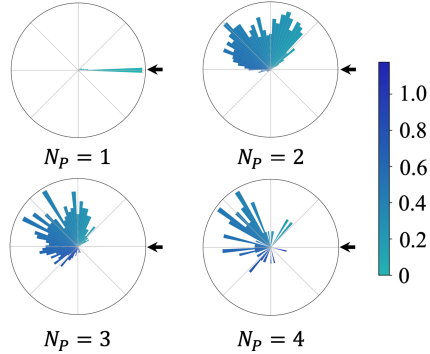 N_P = 1
N_P = 2
N_P = 3
N_P = 4
1.0
0.8
0.6
0.4
0.2
0